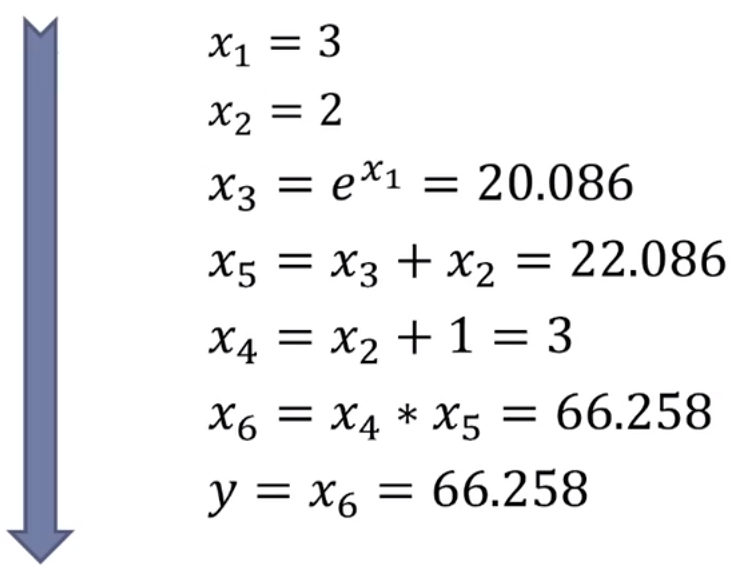 x₁ = 3
x₂ = 2
x₃ = eˣ¹ = 20.086
x₅ = x₃ + x₂ = 22.086
x₄ = x₂ + 1 = 3
x₆ = x₄ * x₅ = 66.258
y = x₆ = 66.258